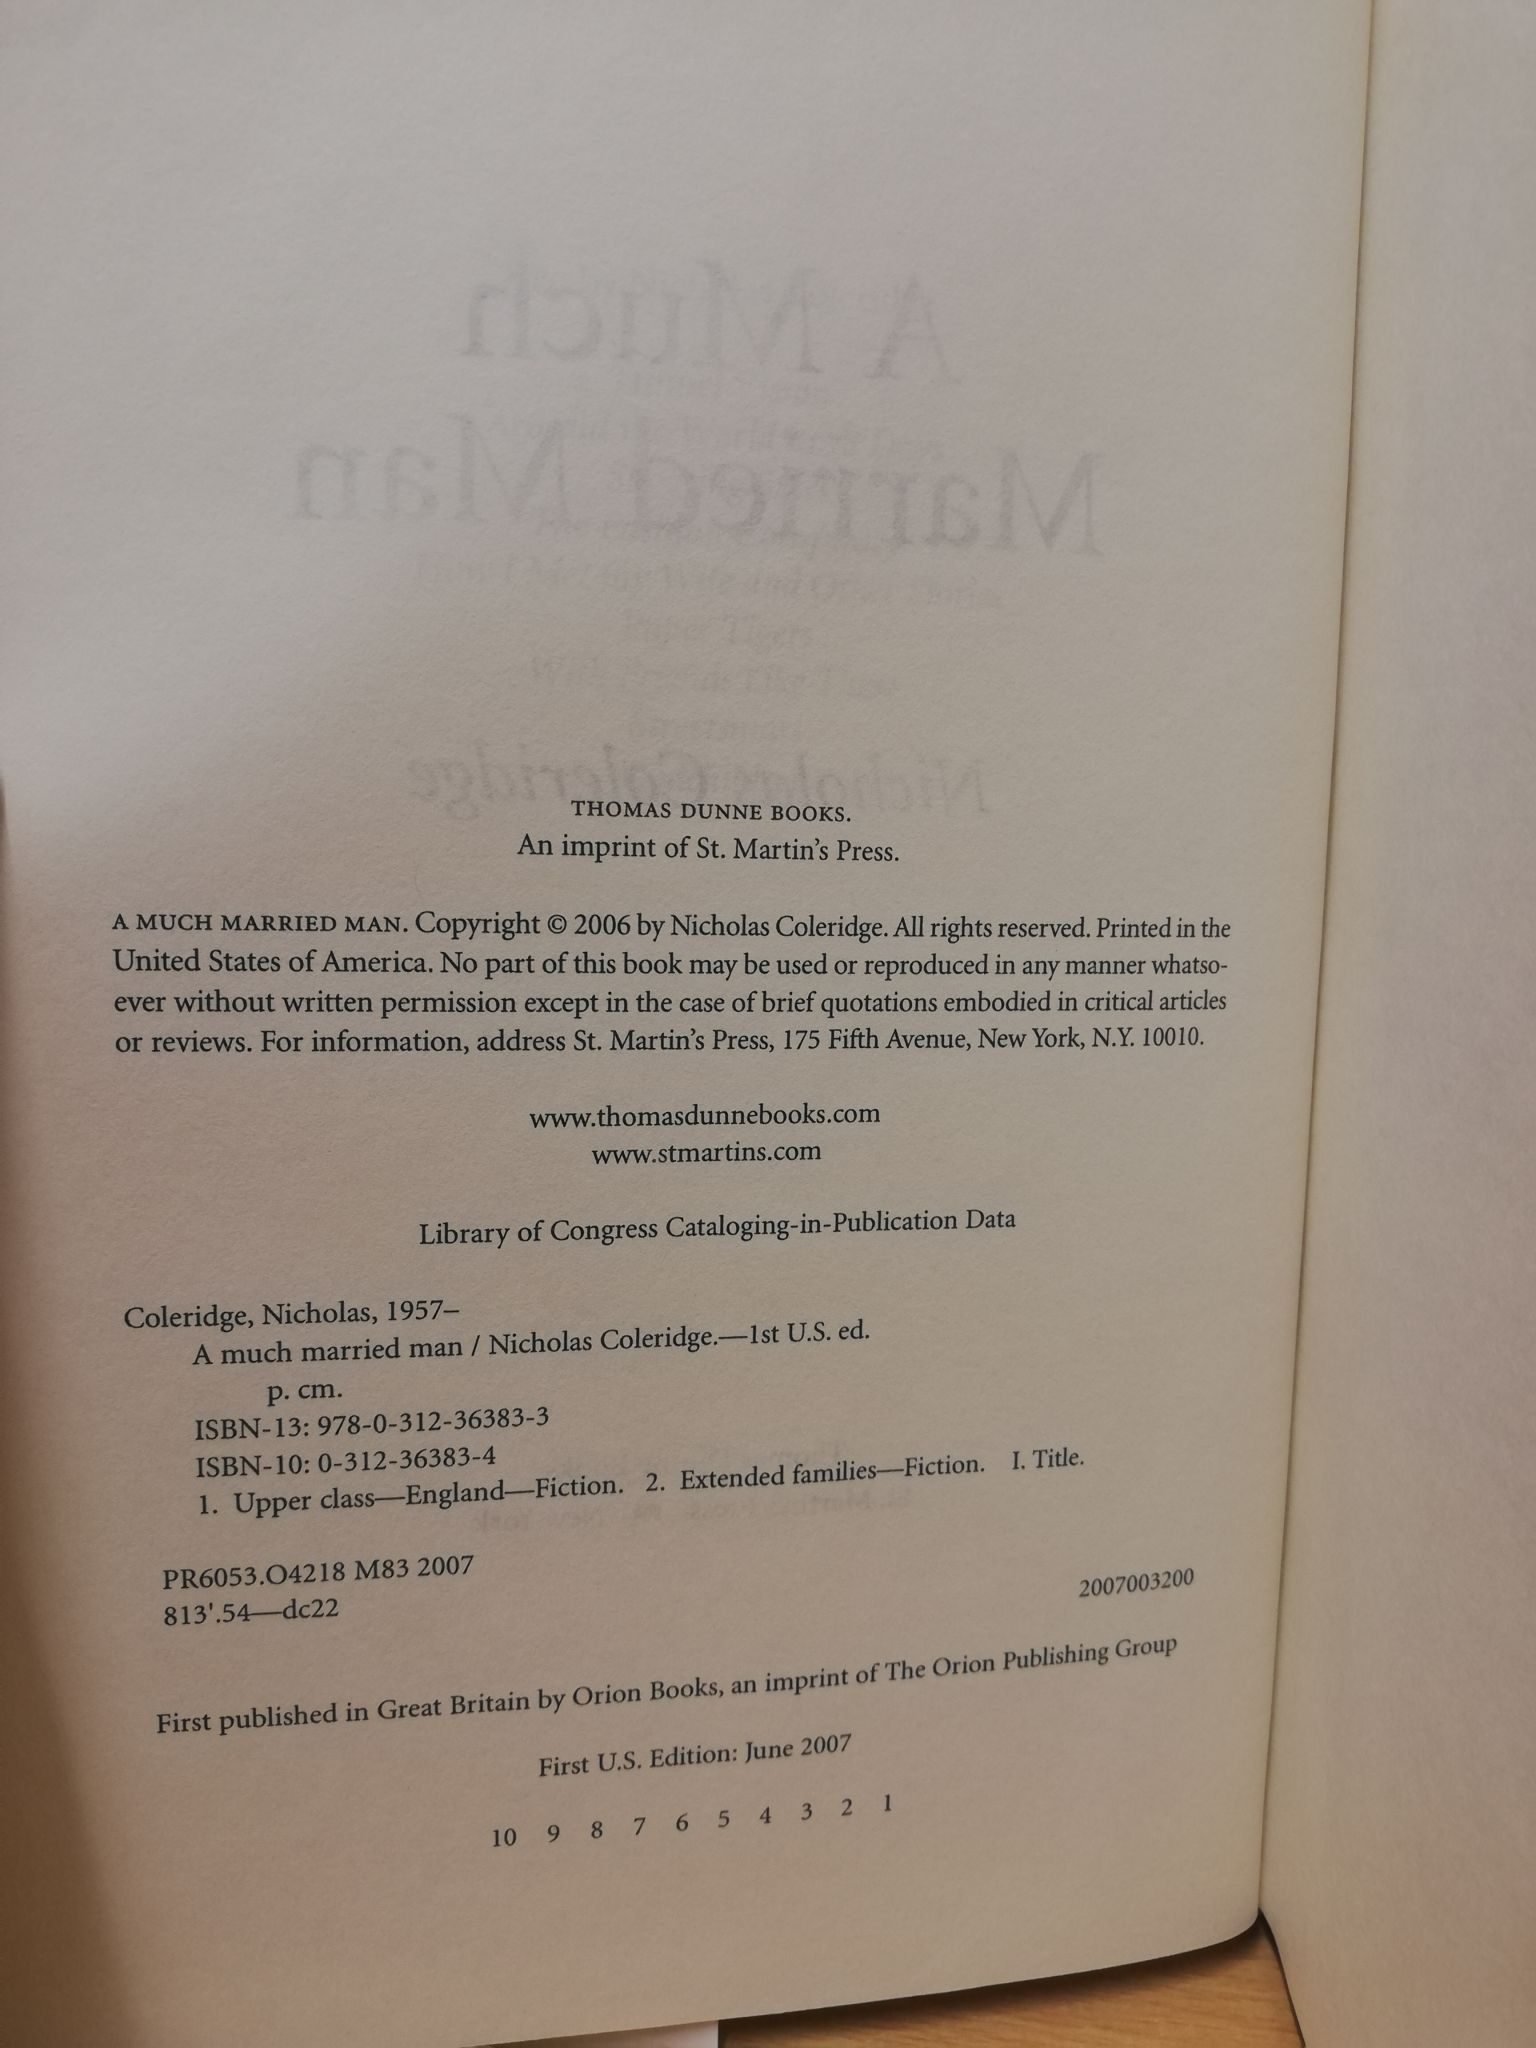 THOMAS DUNNE BOOKS.
An imprint of St. Martin's Press.
A MUCH MARRIED MAN. Copyright © 2006 by Nicholas Coleridge. All rights reserved. Printed in the
United States of America. No part of this book may be used or reproduced in any manner whatso-
ever without written permission except in the case of brief quotations embodied in critical articles
or reviews. For information, address St. Martin's Press, 175 Fifth Avenue, New York, N.Y. 10010.
www.thomasdunnebooks.com
www.stmartins.com
Library of Congress Cataloging-in-Publication Data
Coleridge, Nicholas, 1957–
A much married man / Nicholas Coleridge.—1st U.S. ed.
p. cm.
ISBN-13: 978-0-312-36383-3
ISBN-10: 0-312-36383-4
1. Upper class—England—Fiction. 2. Extended families—Fiction. I. Title.
PR6053.O4218 M83 2007
813'.54—dc22
2007003200
First published in Great Britain by Orion Books, an imprint of The Orion Publishing Group
First U.S. Edition: June 2007
10 9 8 7 6 5 4 3 2 1